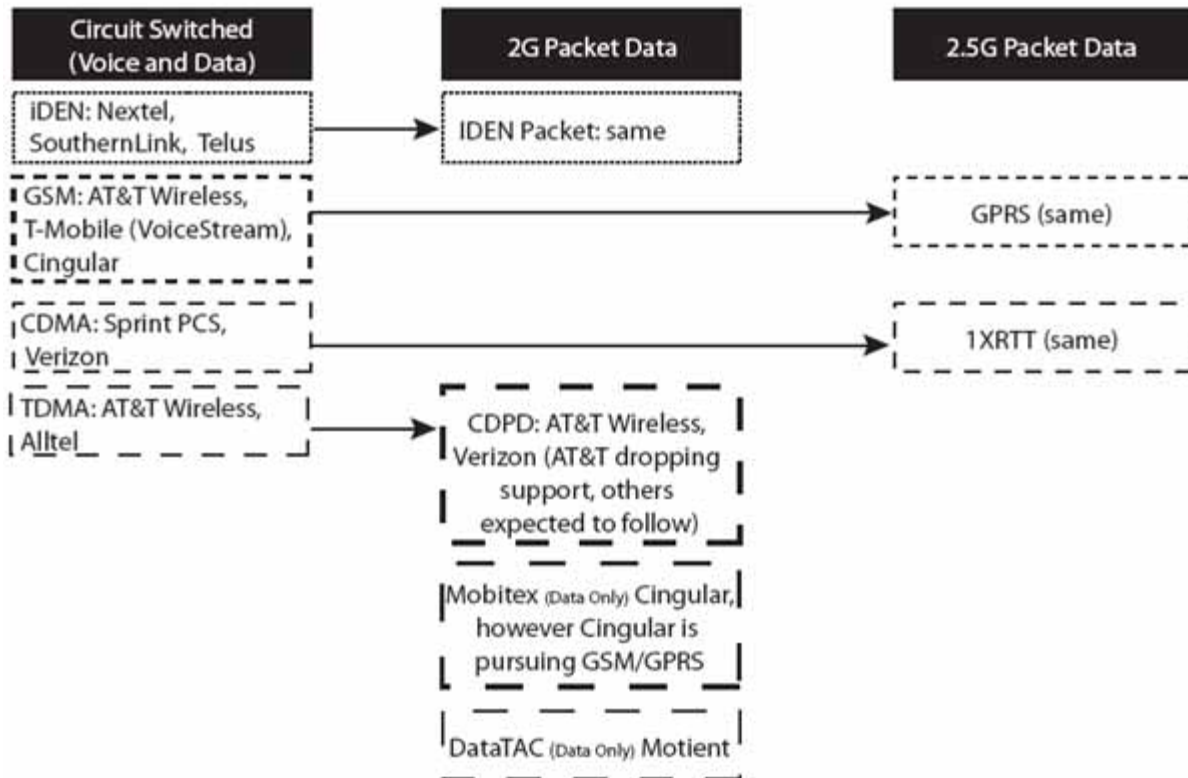 Circuit Switched
(Voice and Data)
2G Packet Data
2.5G Packet Data
iDEN: Nextel,
SouthernLink, Telus
IDEN Packet: same
GSM: AT&T Wireless,
T-Mobile (VoiceStream),
Cingular
GPRS (same)
CDMA: Sprint PCS,
Verizon
1XRTT (same)
TDMA: AT&T Wireless,
Alltel
CDPD: AT&T Wireless,
Verizon (AT&T dropping
support, others
expected to follow)
Mobitex (Data Only) Cingular,
however Cingular is
pursuing GSM/GPRS
DataTAC (Data Only) Motient